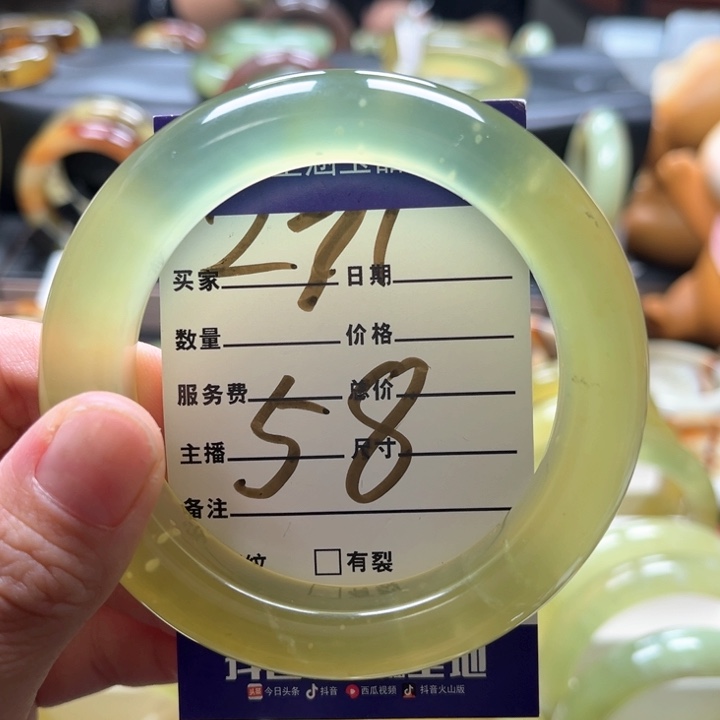 271
买家 日期
数量 价格
服务费 总价
58
主播 尺寸
备注
纹 有裂
今日头条 抖音 西瓜视频 抖音火山版